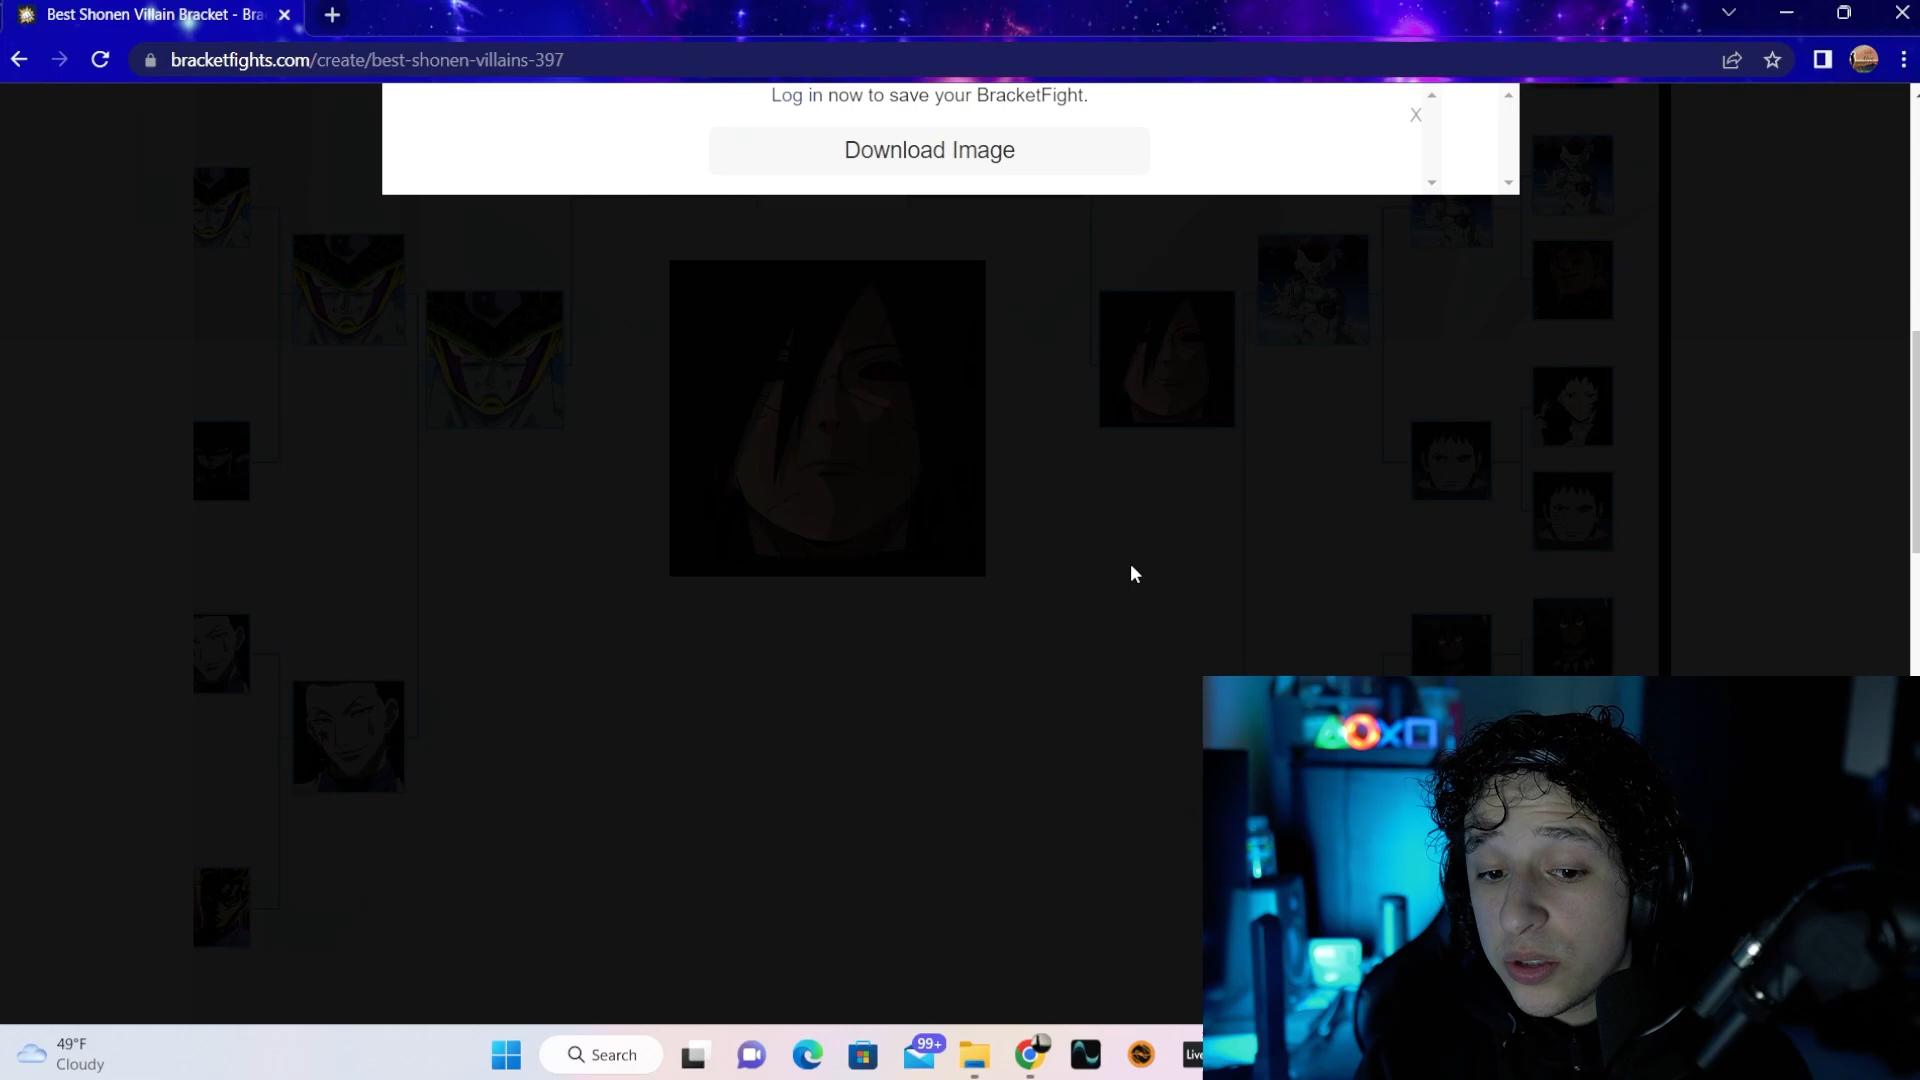 Best Shonen Villain Bracket - Bra
bracketfights.com/create/best-shonen-villains-397
Log in now to save your BracketFight.
X
Download Image
49°F
Cloudy
Search
99+
Live